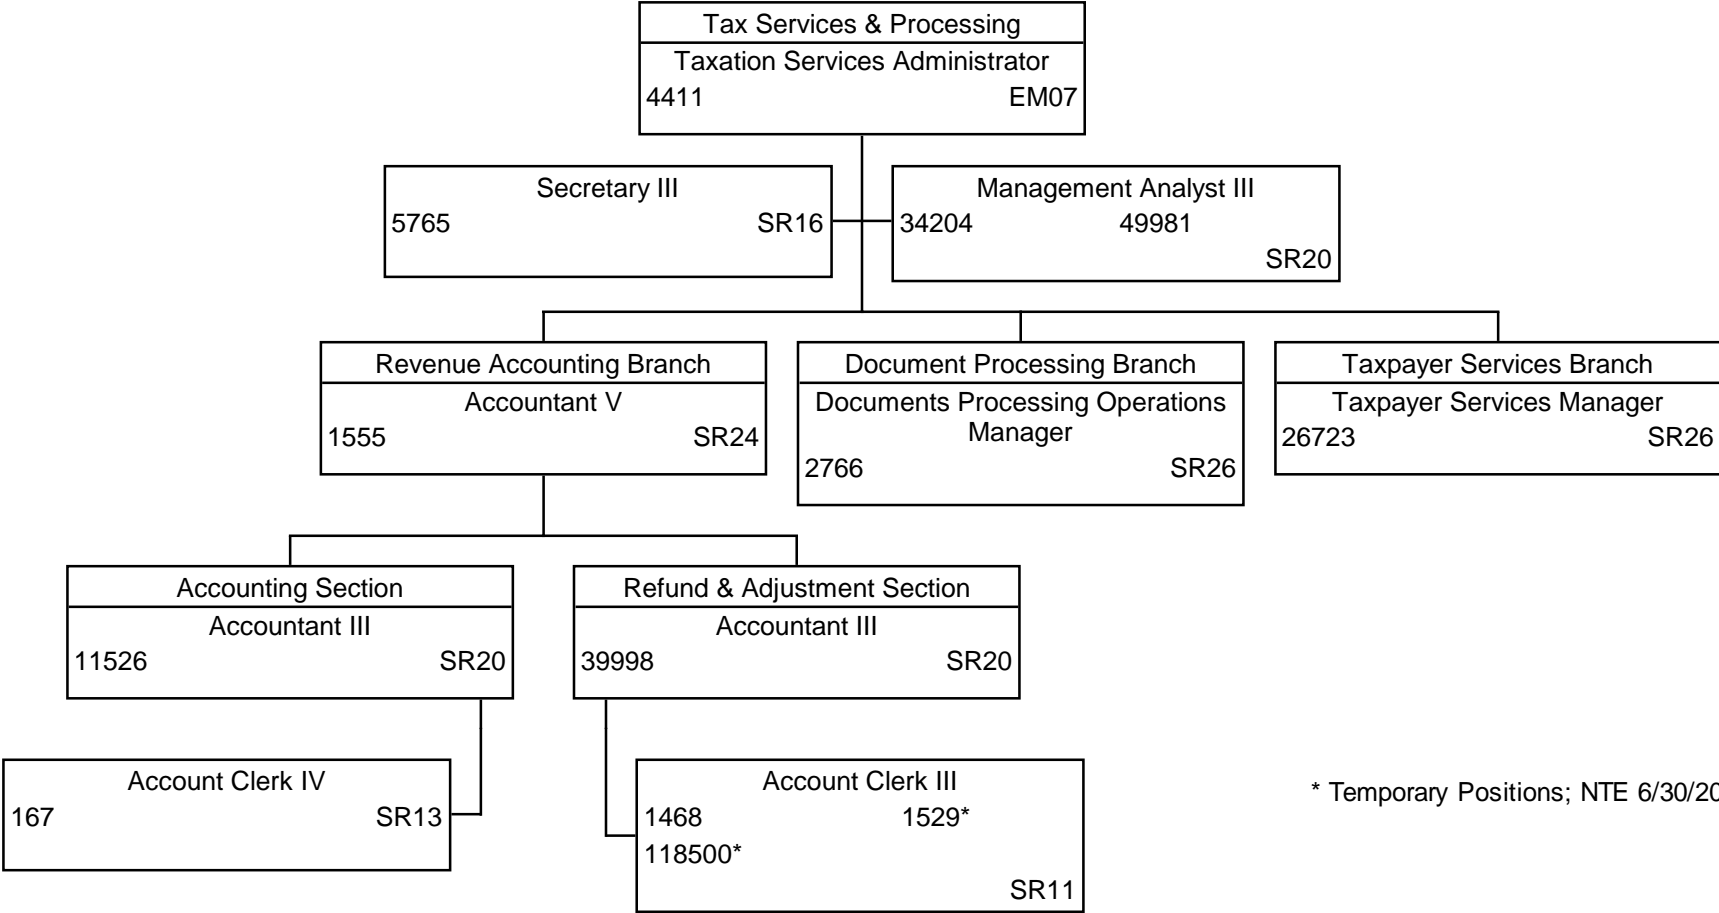 Tax Services & Processing
Taxation Services Administrator
4411 EM07
Secretary III
5765 SR16
Management Analyst III
34204 49981
SR20
Revenue Accounting Branch
Accountant V
1555 SR24
Document Processing Branch
Documents Processing Operations
Manager
2766 SR26
Taxpayer Services Branch
Taxpayer Services Manager
26723 SR26
Accounting Section
Accountant III
11526 SR20
Refund & Adjustment Section
Accountant III
39998 SR20
Account Clerk IV
167 SR13
Account Clerk III
1468 1529*
118500*
SR11
* Temporary Positions; NTE 6/30/20